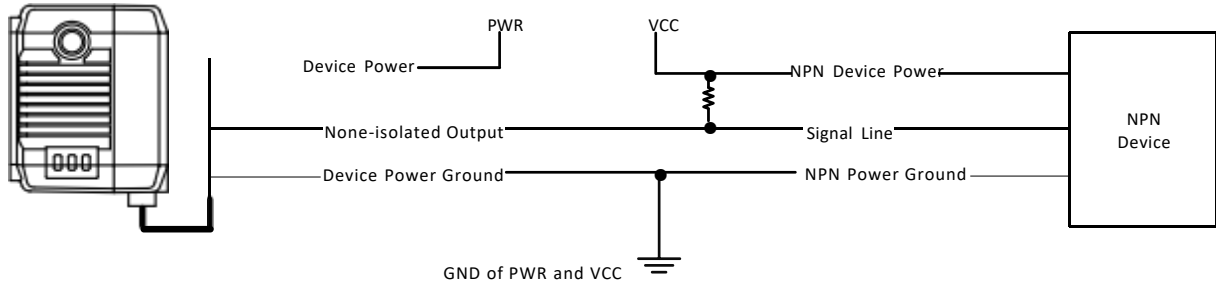 PWR
VCC
Device Power
NPN Device Power
None-isolated Output
Signal Line
NPN
Device
Device Power Ground
NPN Power Ground
GND of PWR and VCC